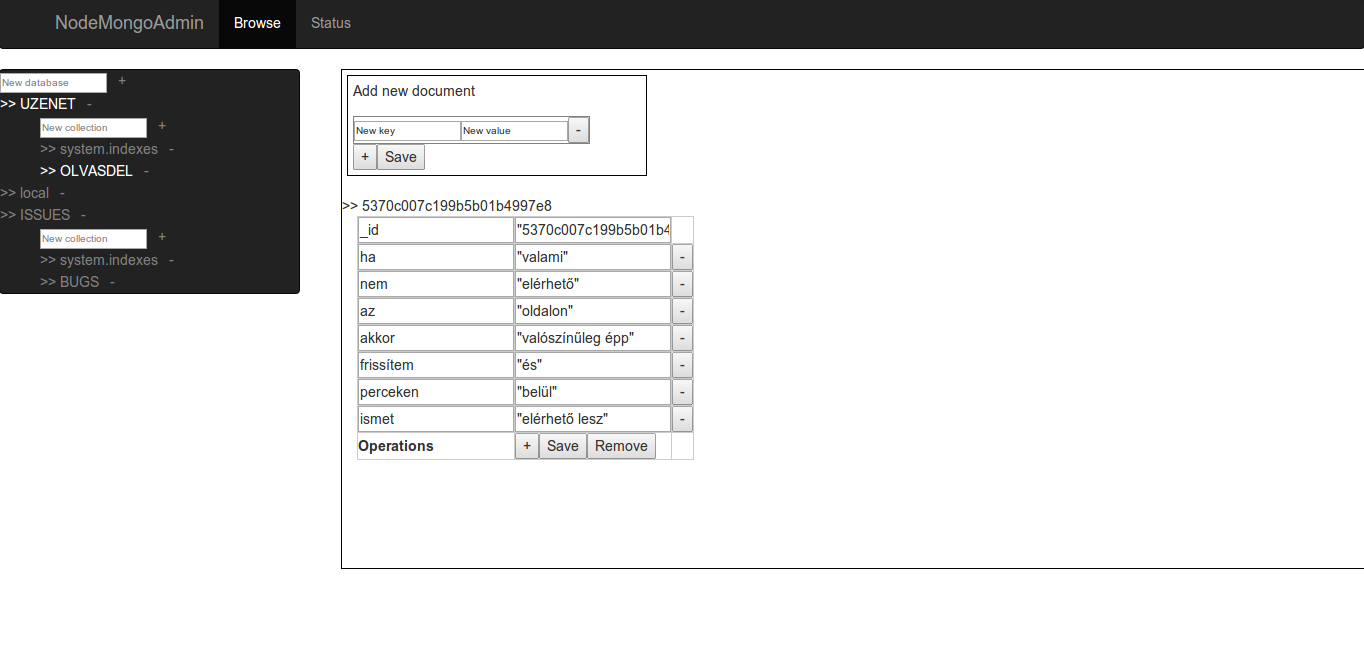 NodeMongoAdmin Browse Status
New database +
>> UZENET -
New collection +
>> system.indexes -
>> OLVASDEL -
>> local -
>> ISSUES -
New collection +
>> system.indexes -
>> BUGS -
Add new document
New key New value -
+ Save
>> 5370c007c199b5b01b4997e8
_id "5370c007c199b5b01b4
ha "valami" -
nem "elérhető" -
az "oldalon" -
akkor "valószínűleg épp" -
frissítem "és" -
perceken "belül" -
ismet "elérhető lesz" -
Operations + Save Remove